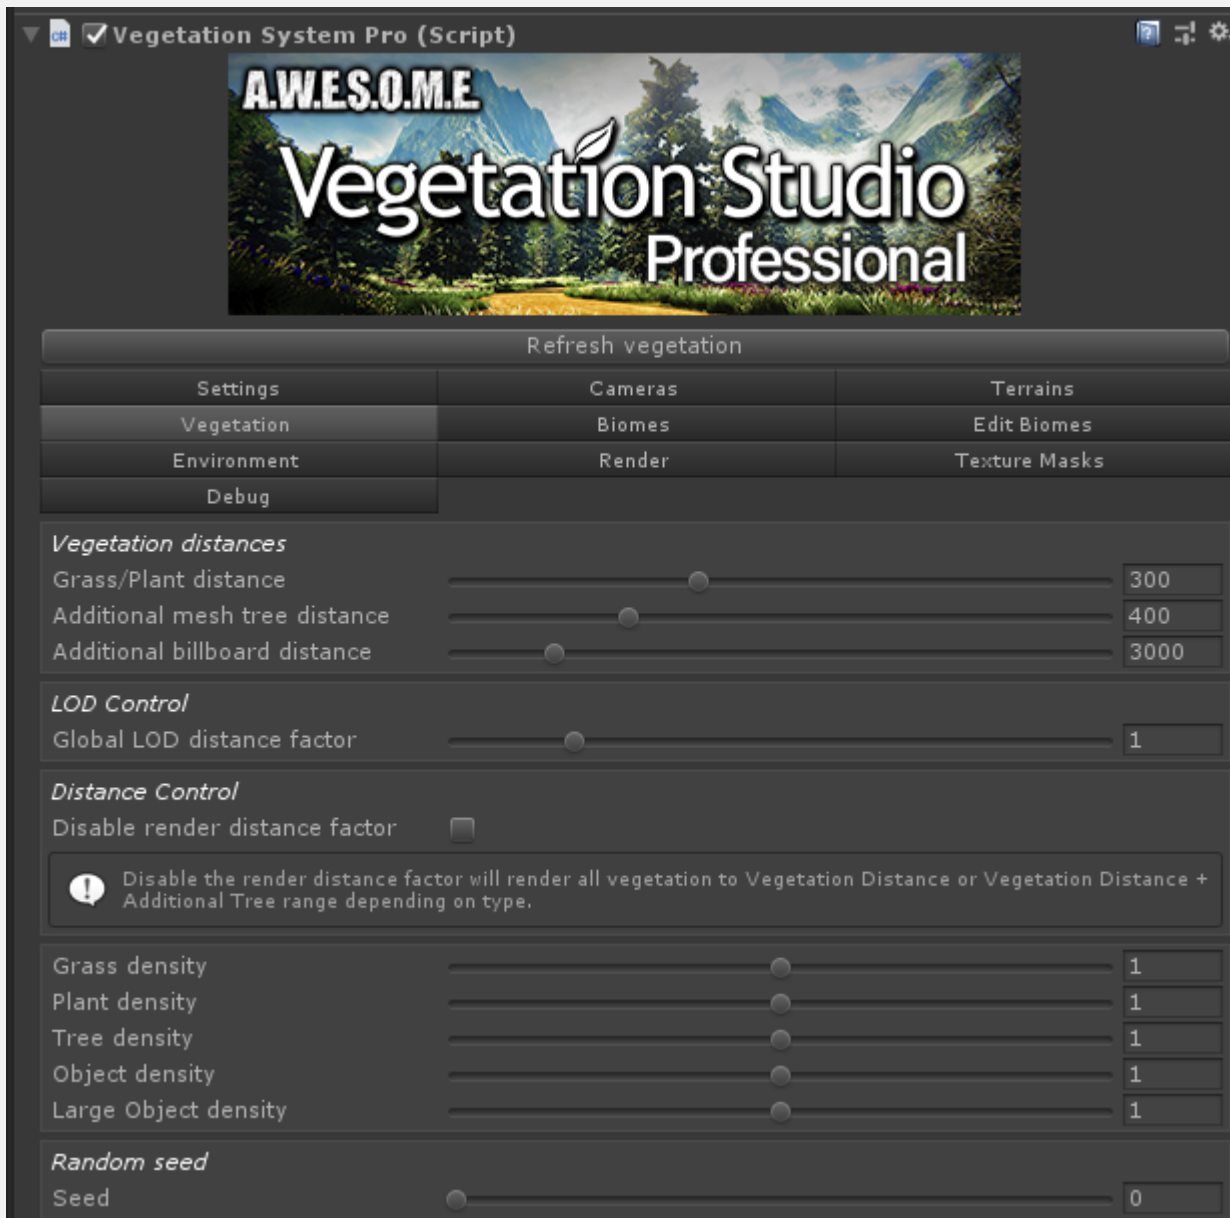 Vegetation System Pro (Script)
A.W.E.S.O.M.E.
Vegetation Studio
Professional
Refresh vegetation
Settings Cameras Terrains
Vegetation Biomes Edit Biomes
Environment Render Texture Masks
Debug
Vegetation distances
Grass/Plant distance 300
Additional mesh tree distance 400
Additional billboard distance 3000
LOD Control
Global LOD distance factor 1
Distance Control
Disable render distance factor
Disable the render distance factor will render all vegetation to Vegetation Distance or Vegetation Distance +
Additional Tree range depending on type.
Grass density 1
Plant density 1
Tree density 1
Object density 1
Large Object density 1
Random seed
Seed 0